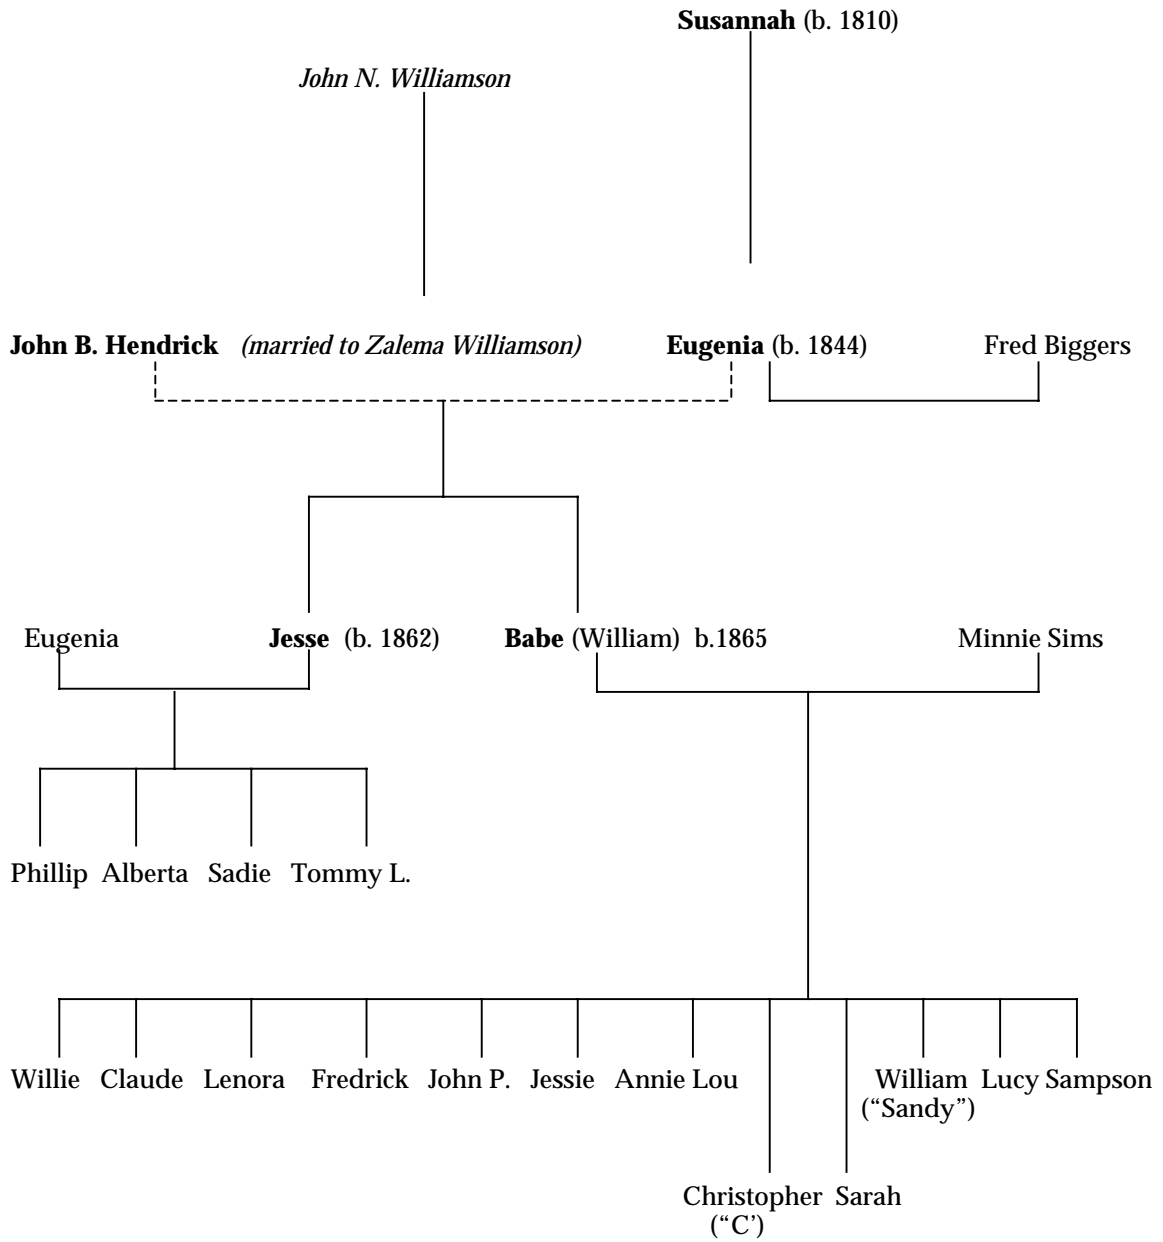 Susannah (b. 1810)
John N. Williamson
John B. Hendrick (married to Zalema Williamson) Eugenia (b. 1844) Fred Biggers
Eugenia Jesse (b. 1862) Babe (William) b.1865 Minnie Sims
Phillip Alberta Sadie Tommy L.
Willie Claude Lenora Fredrick John P. Jessie Annie Lou William Lucy Sampson
(“Sandy”)
Christopher Sarah
(“C’)